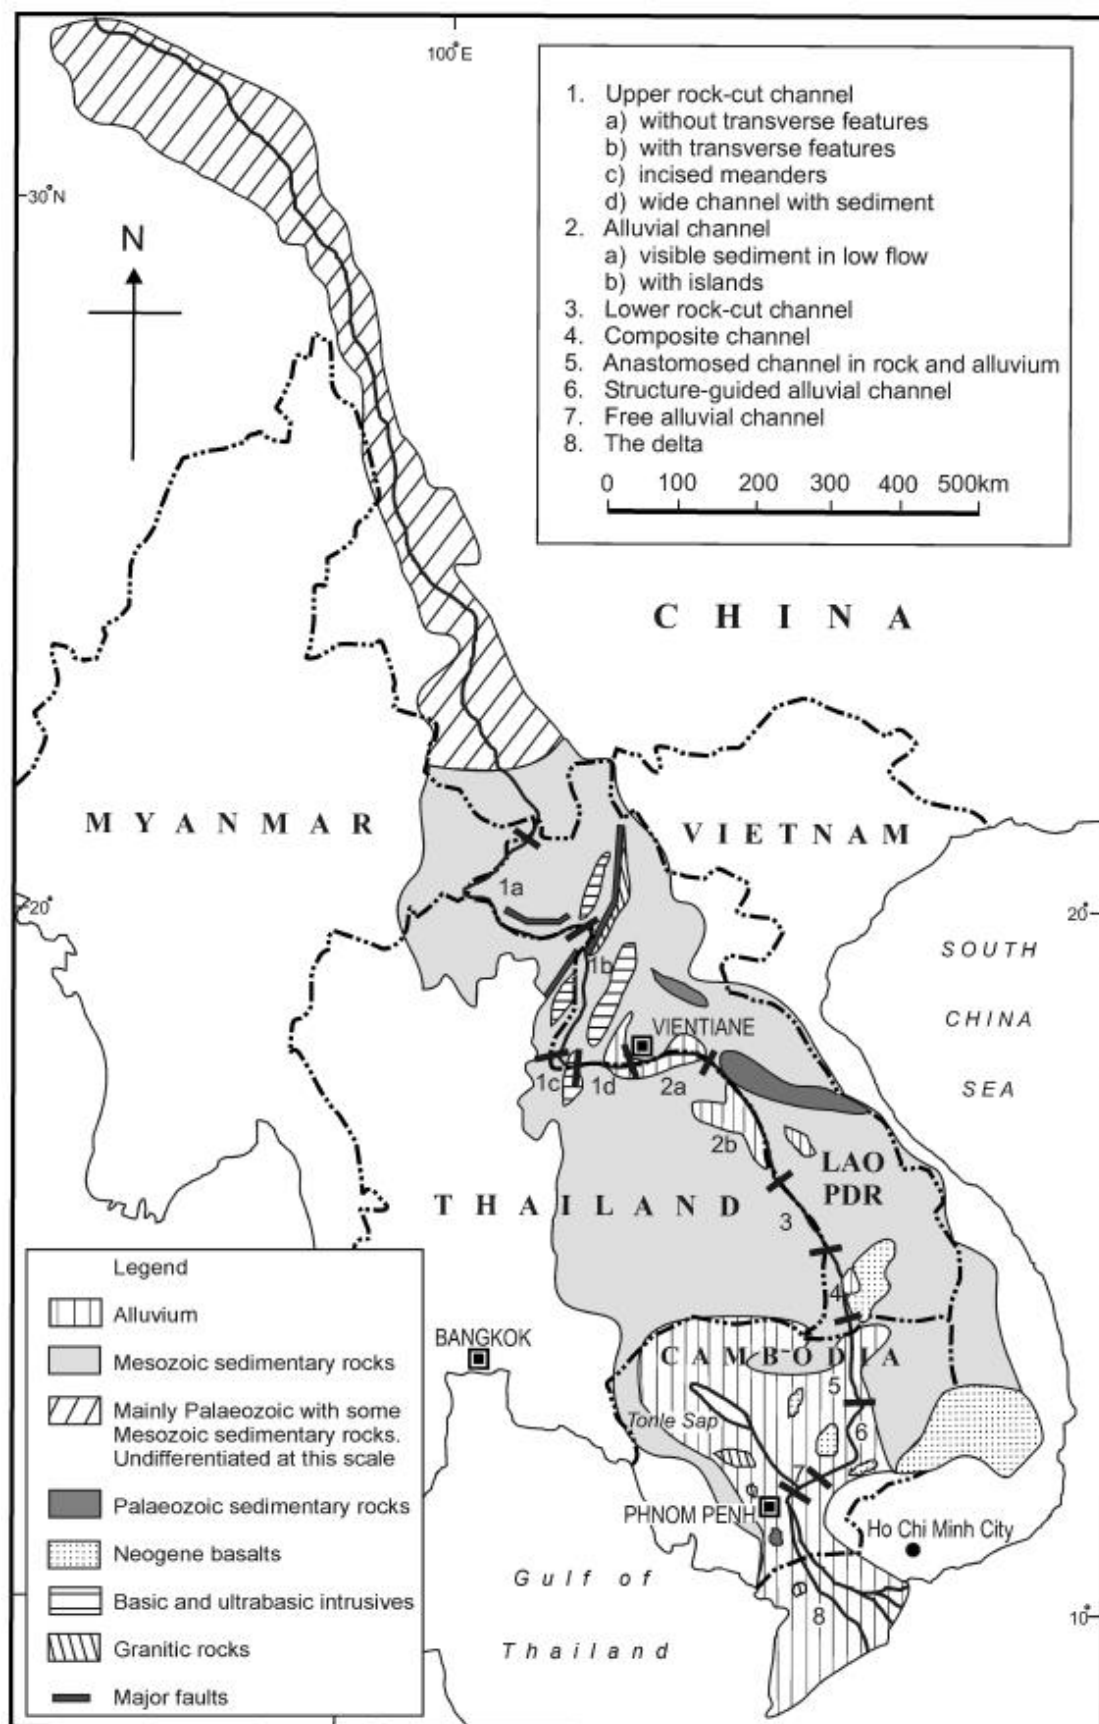 100°E
1. Upper rock-cut channel
a) without transverse features
b) with transverse features
c) incised meanders
d) wide channel with sediment
2. Alluvial channel
a) visible sediment in low flow
b) with islands
3. Lower rock-cut channel
4. Composite channel
5. Anastomosed channel in rock and alluvium
6. Structure-guided alluvial channel
7. Free alluvial channel
8. The delta
0 100 200 300 400 500km
30°N
N
CHINA
MYANMAR
VIETNAM
1a
20°
20°
SOUTH
CHINA
SEA
1b
VIENTIANE
1c
1d
2a
2b
LAO
PDR
THAILAND
3
4
BANGKOK
CAMBODIA
5
Tonle Sap
6
7
PHNOM PENH
Ho Chi Minh City
Gulf of
Thailand
8
10°
Legend
Alluvium
Mesozoic sedimentary rocks
Mainly Palaeozoic with some
Mesozoic sedimentary rocks.
Undifferentiated at this scale
Palaeozoic sedimentary rocks
Neogene basalts
Basic and ultrabasic intrusives
Granitic rocks
Major faults